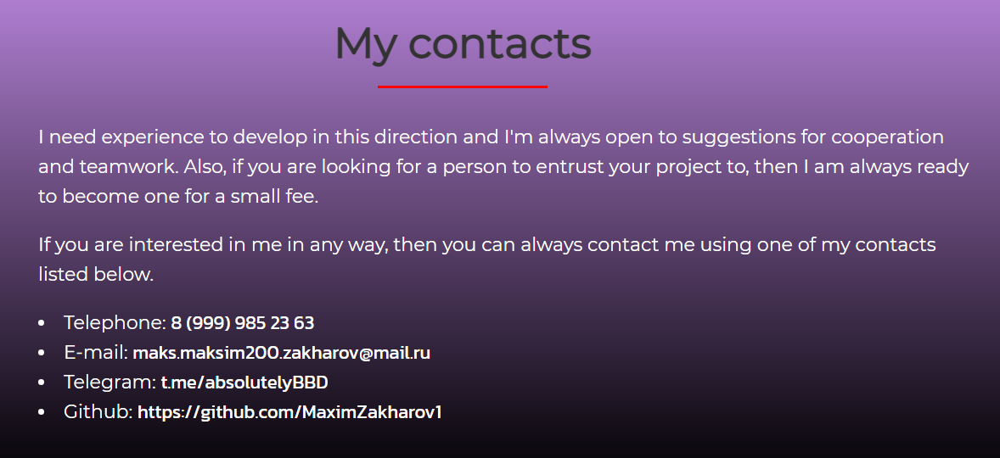 My contacts
I need experience to develop in this direction and I'm always open to suggestions for cooperation
and teamwork. Also, if you are looking for a person to entrust your project to, then I am always ready
to become one for a small fee.
If you are interested in me in any way, then you can always contact me using one of my contacts
listed below.
• Telephone: 8 (999) 985 23 63
• E-mail: maks.maksim200.zakharov@mail.ru
• Telegram: t.me/absolutelyBBD
• Github: https://github.com/MaximZakharov1